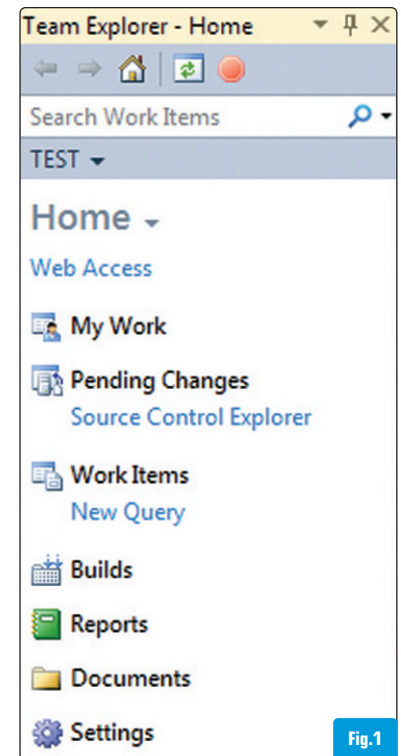 Team Explorer - Home
Search Work Items
TEST
Home
Web Access
My Work
Pending Changes
Source Control Explorer
Work Items
New Query
Builds
Reports
Documents
Settings
Fig.1